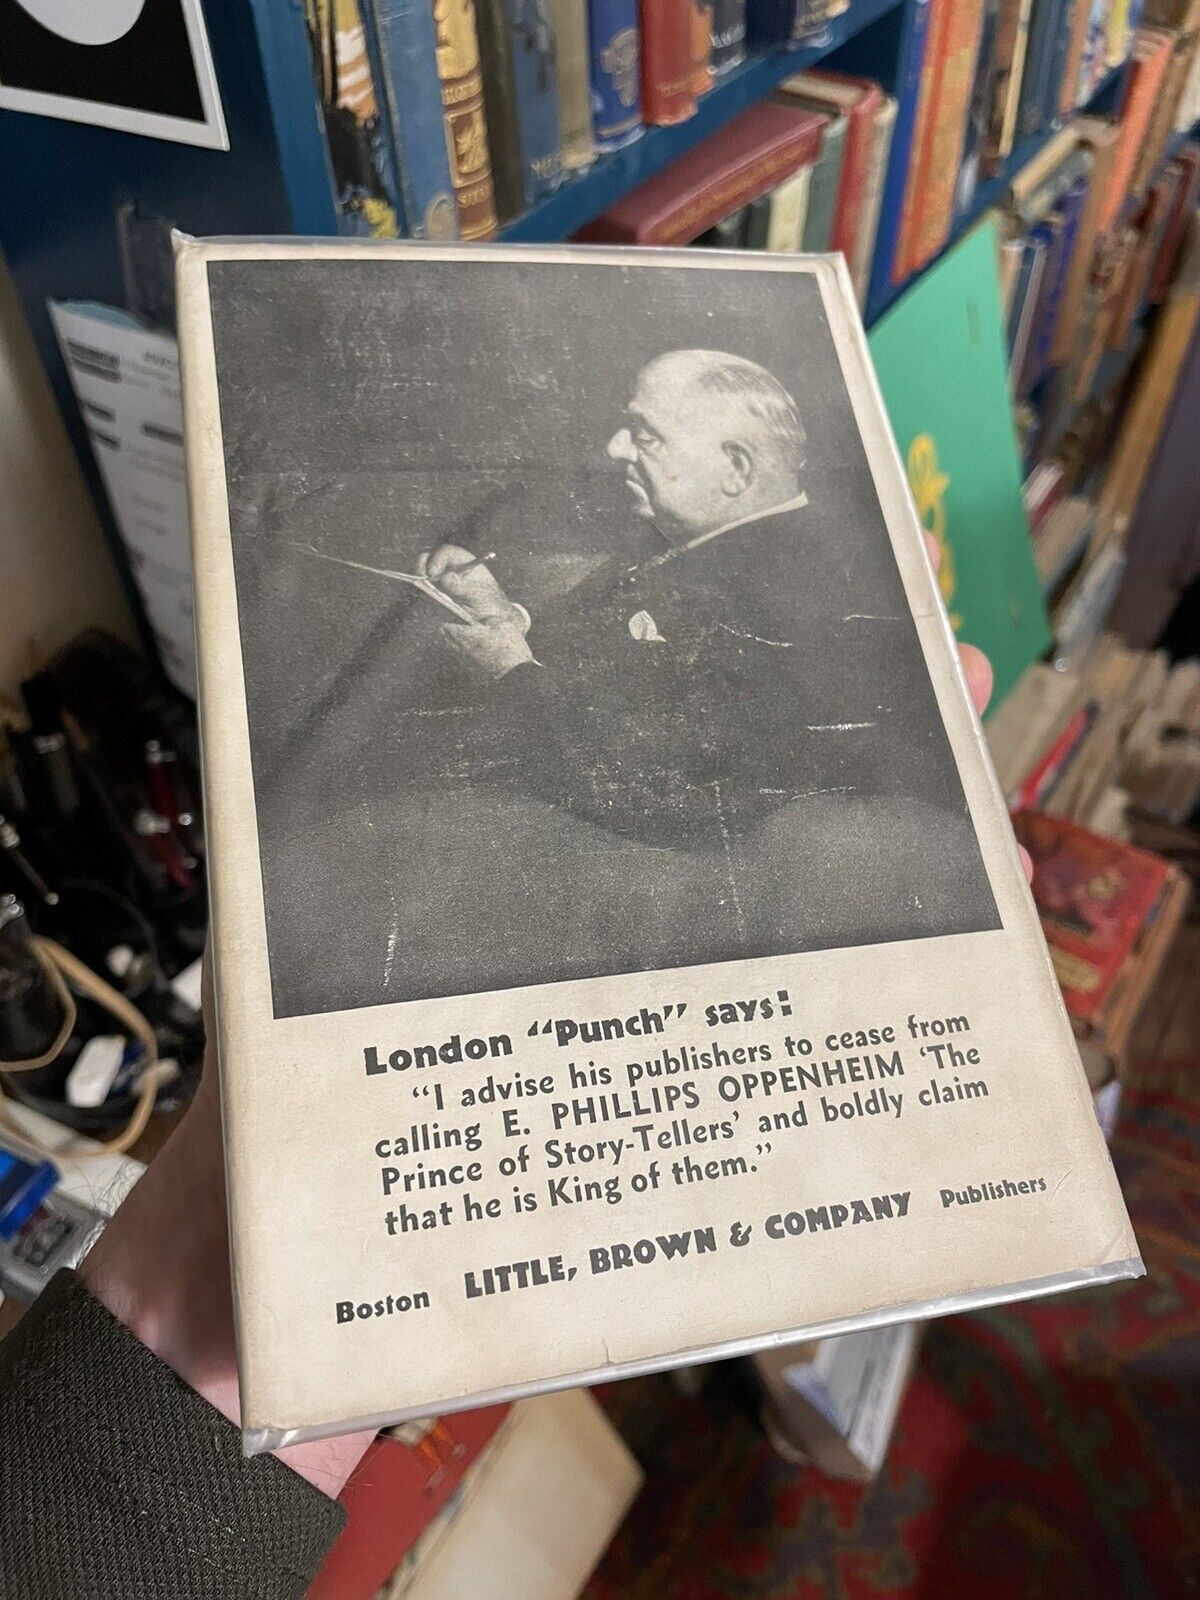 London “Punch” says:
“I advise his publishers to cease from
calling E. PHILLIPS OPPENHEIM ‘The
Prince of Story-Tellers’ and boldly claim
that he is King of them.”
Boston LITTLE, BROWN & COMPANY Publishers